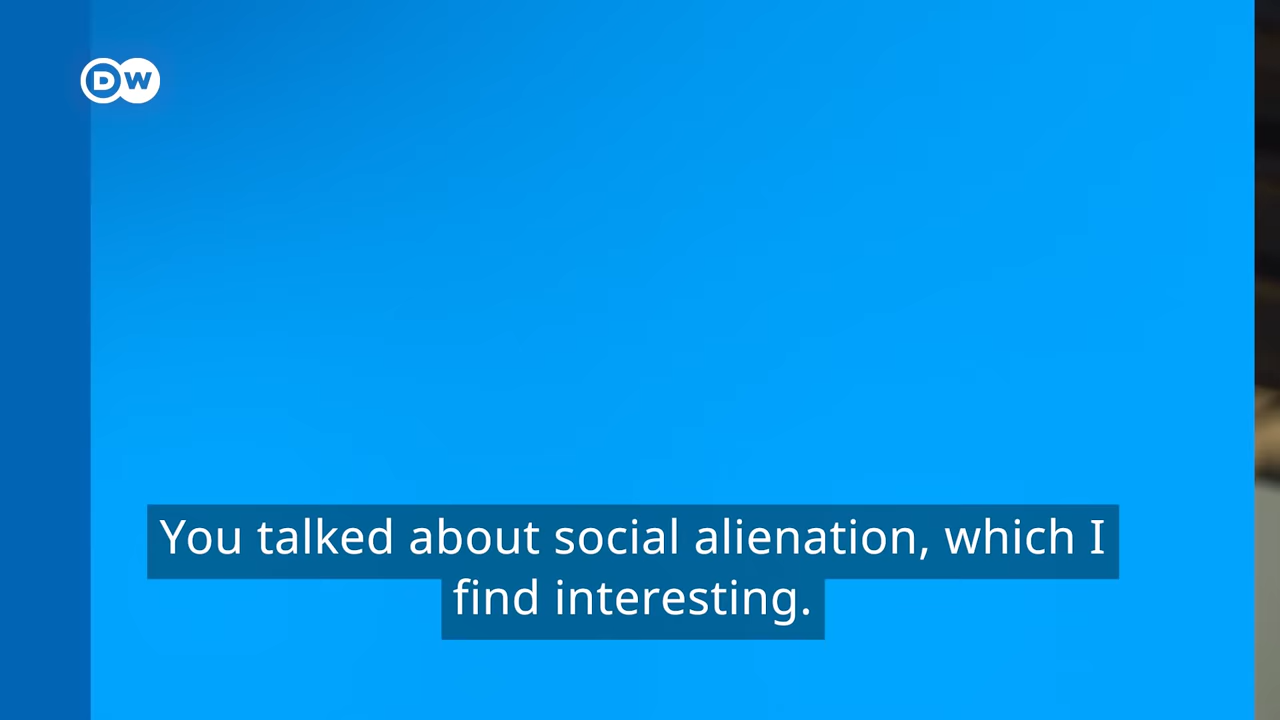 DW
You talked about social alienation, which I
find interesting.